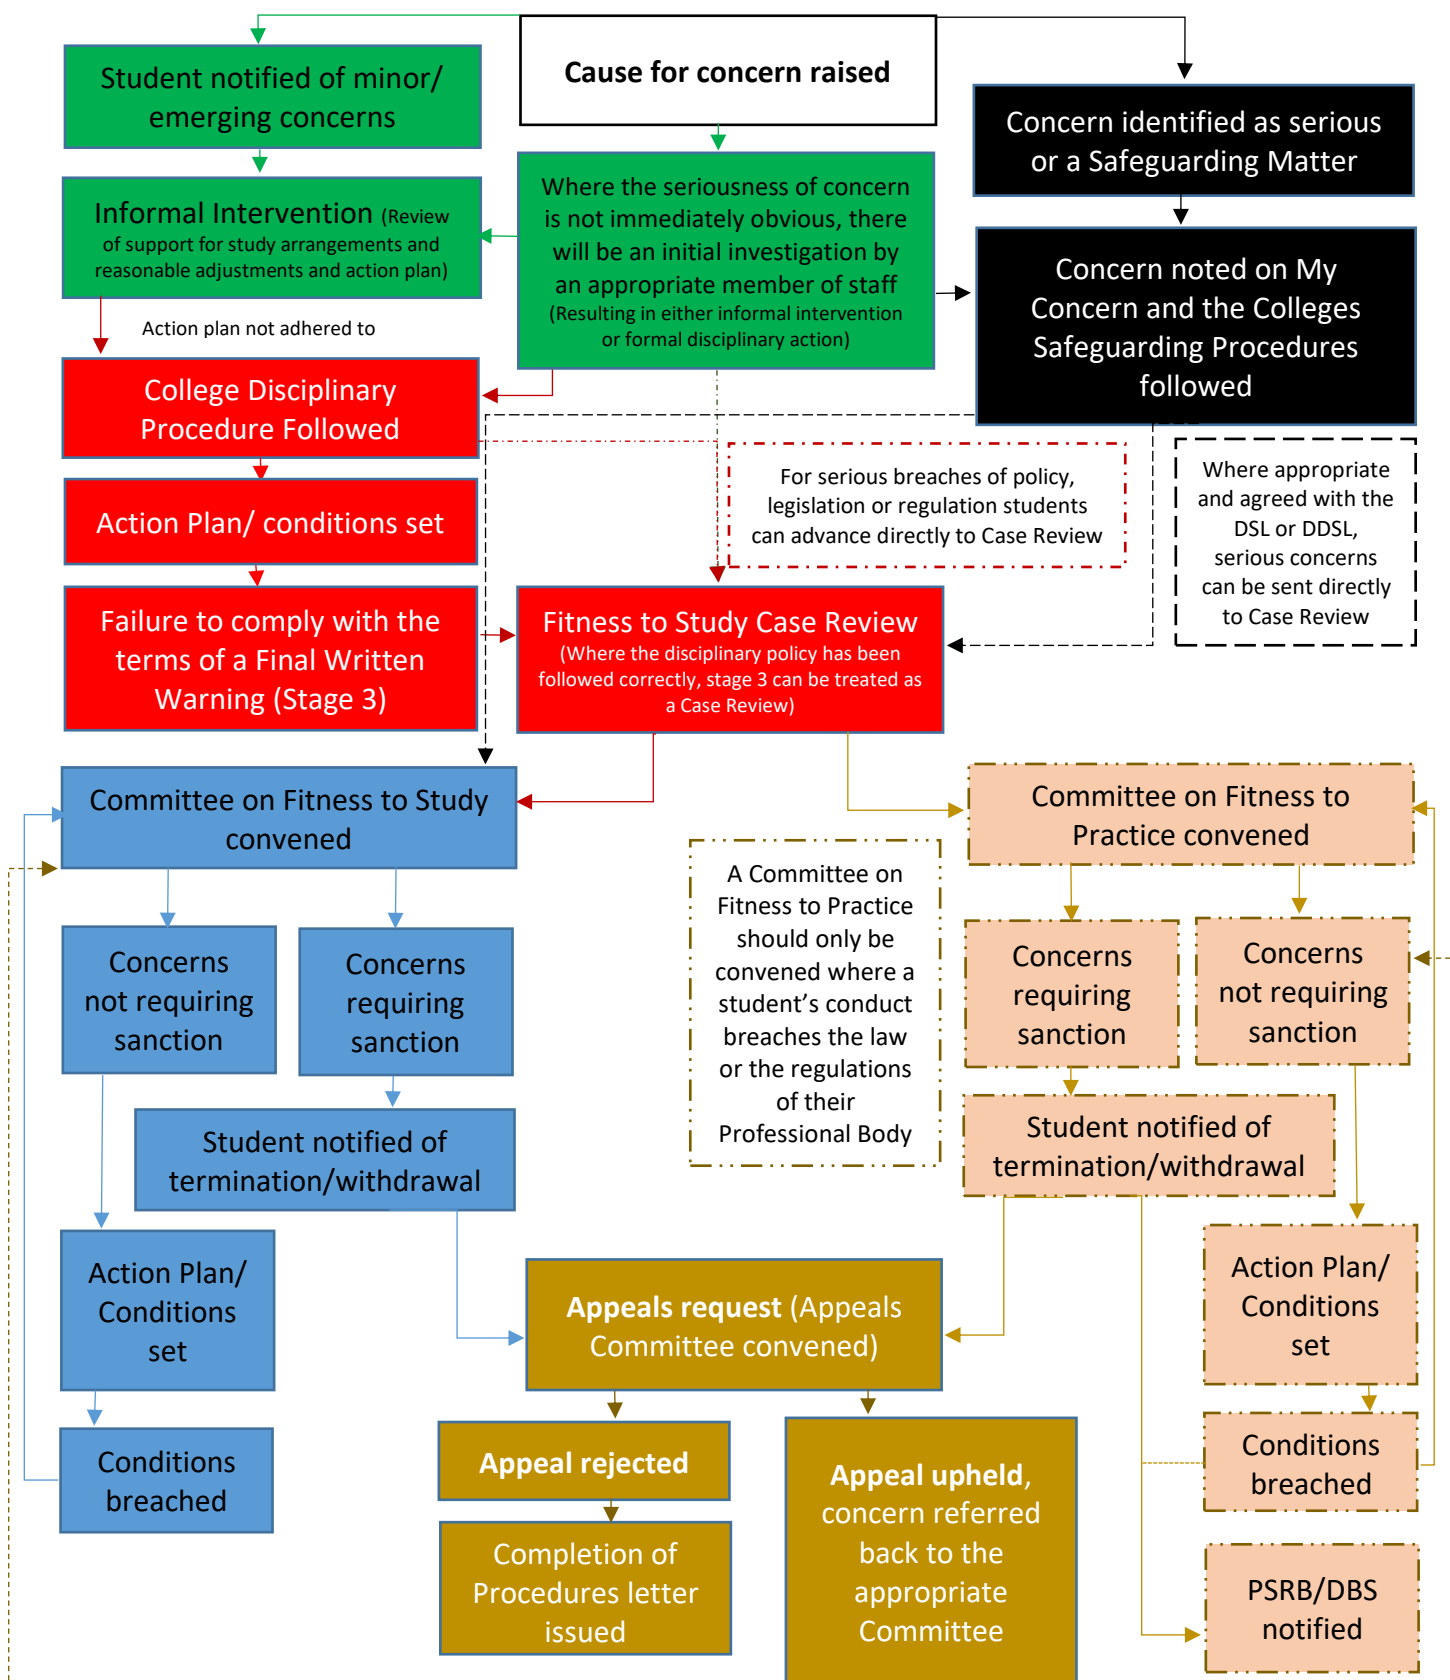 Cause for concern raised
Student notified of minor/
emerging concerns
Concern identified as serious
or a Safeguarding Matter
Informal Intervention (Review
of support for study arrangements and
reasonable adjustments and action plan)
Where the seriousness of concern
is not immediately obvious, there
will be an initial investigation by
an appropriate member of staff
(Resulting in either informal intervention
or formal disciplinary action)
Concern noted on My
Concern and the Colleges
Safeguarding Procedures
followed
Action plan not adhered to
College Disciplinary
Procedure Followed
For serious breaches of policy,
legislation or regulation students
can advance directly to Case Review
Where appropriate
and agreed with the
DSL or DDSL,
serious concerns
can be sent directly
to Case Review
Action Plan/ conditions set
Failure to comply with the
terms of a Final Written
Warning (Stage 3)
Fitness to Study Case Review
(Where the disciplinary policy has been
followed correctly, stage 3 can be treated as
a Case Review)
Committee on Fitness to Study
convened
Committee on Fitness to
Practice convened
A Committee on
Fitness to Practice
should only be
convened where a
student’s conduct
breaches the law
or the regulations
of their
Professional Body
Concerns
not requiring
sanction
Concerns
requiring
sanction
Concerns
requiring
sanction
Concerns
not requiring
sanction
Student notified of
termination/withdrawal
Student notified of
termination/withdrawal
Action Plan/
Conditions
set
Appeals request (Appeals
Committee convened)
Action Plan/
Conditions
set
Conditions
breached
Appeal rejected
Appeal upheld,
concern referred
back to the
appropriate
Committee
Conditions
breached
Completion of
Procedures letter
issued
PSRB/DBS
notified